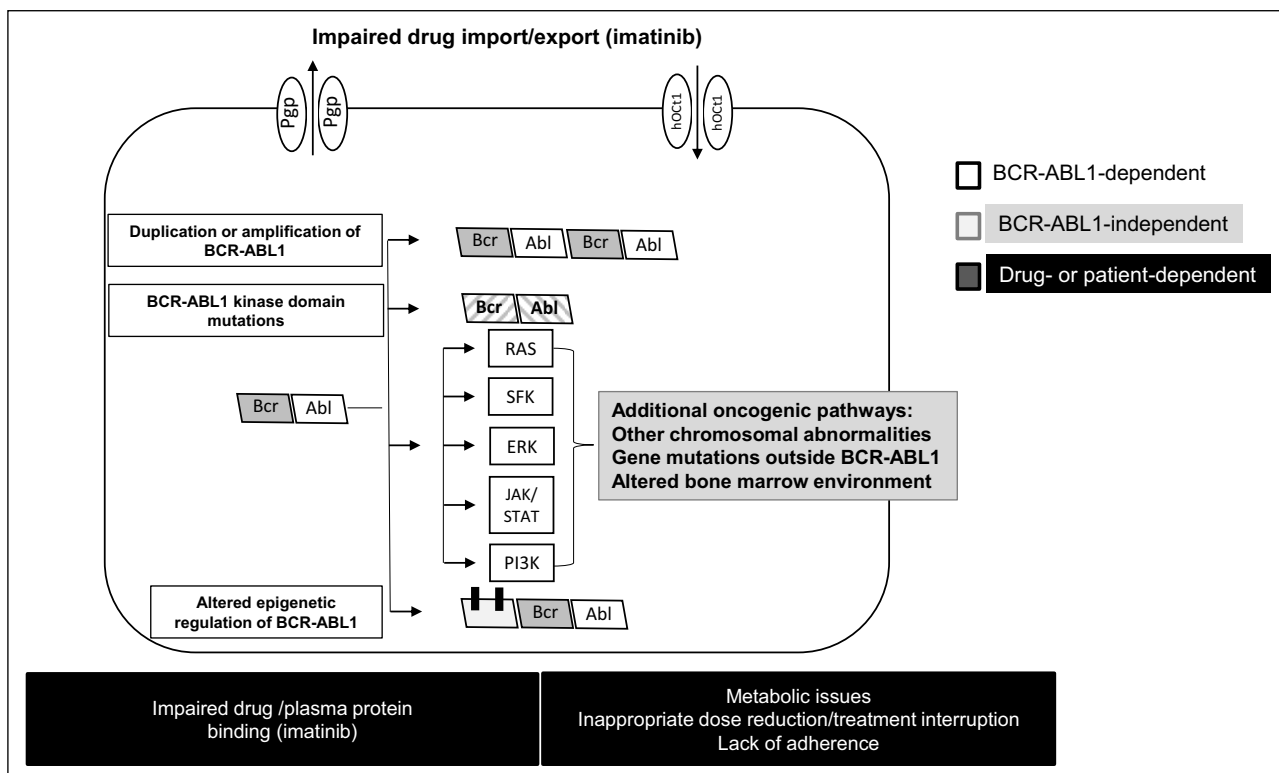 Impaired drug import/export (imatinib)
Pgp
Pgp
hOCt1
hOCt1
BCR-ABL1-dependent
BCR-ABL1-independent
Drug- or patient-dependent
Duplication or amplification of
BCR-ABL1
Bcr
Abl
Bcr
Abl
BCR-ABL1 kinase domain
mutations
Bcr
Abl
RAS
Bcr
Abl
SFK
ERK
JAK/
STAT
PI3K
Additional oncogenic pathways:
Other chromosomal abnormalities
Gene mutations outside BCR-ABL1
Altered bone marrow environment
Altered epigenetic
regulation of BCR-ABL1
Bcr
Abl
Impaired drug /plasma protein
binding (imatinib)
Metabolic issues
Inappropriate dose reduction/treatment interruption
Lack of adherence